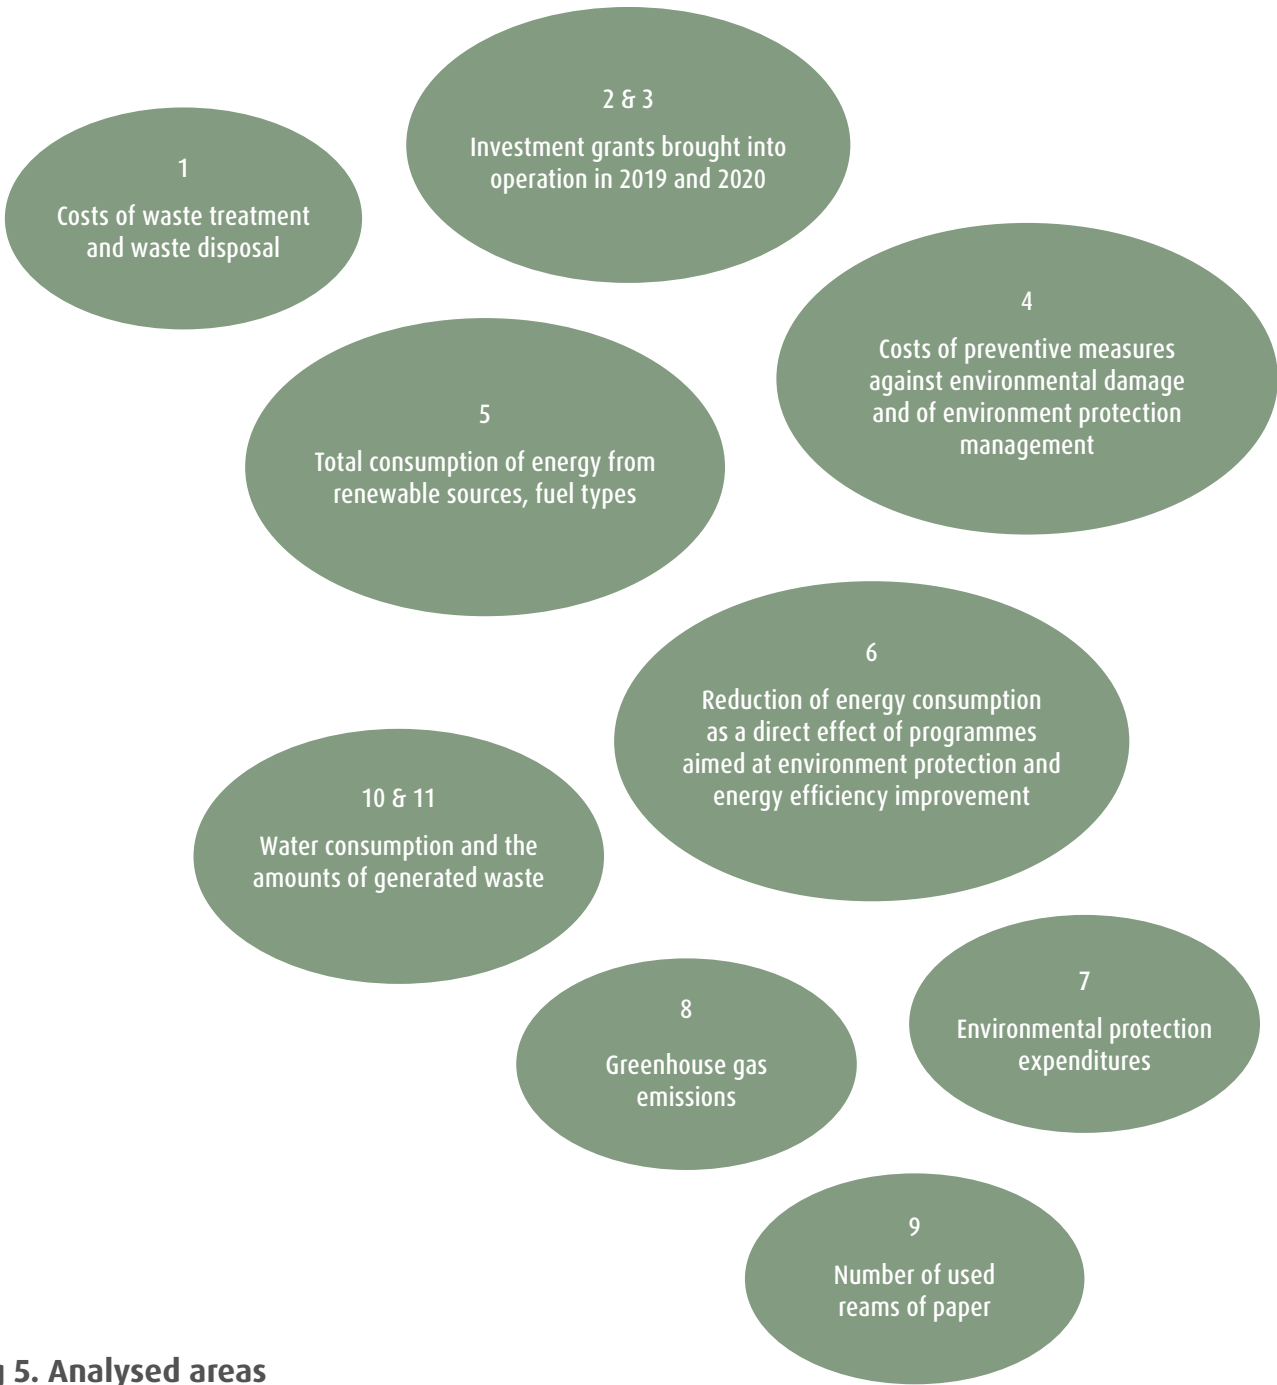 2 & 3
Investment grants brought into
operation in 2019 and 2020
1
Costs of waste treatment
and waste disposal
4
Costs of preventive measures
against environmental damage
and of environment protection
management
5
Total consumption of energy from
renewable sources, fuel types
6
Reduction of energy consumption
as a direct effect of programmes
aimed at environment protection and
energy efficiency improvement
10 & 11
Water consumption and the
amounts of generated waste
7
Environmental protection
expenditures
8
Greenhouse gas
emissions
9
Number of used
reams of paper
5. Analysed areas